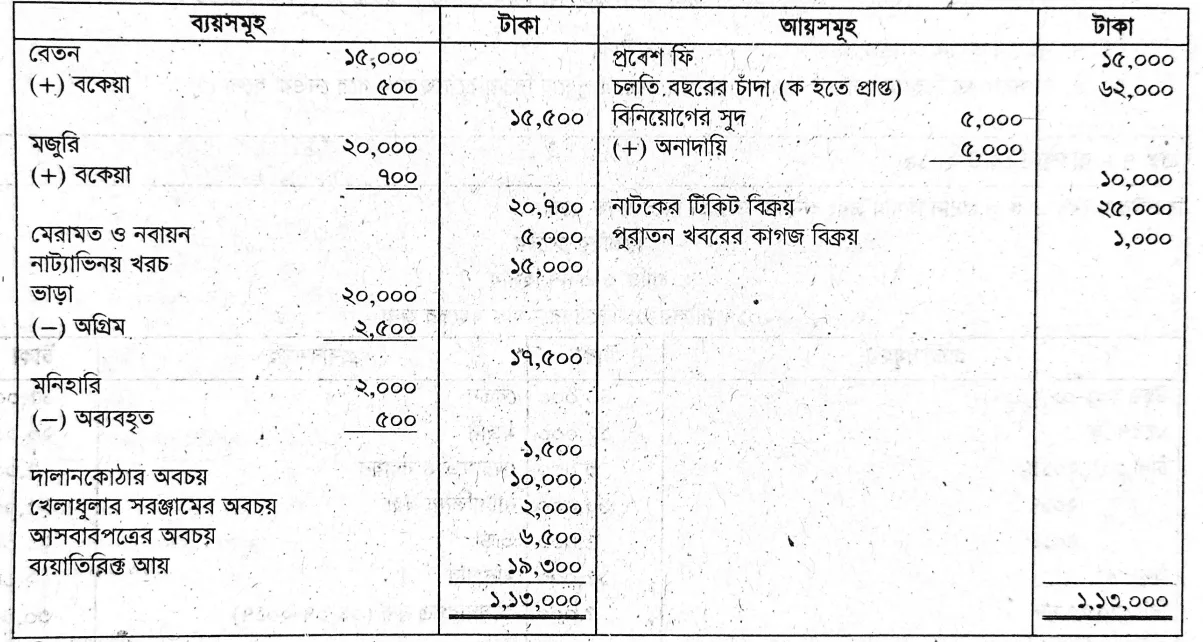 ব্যয়সমূহ টাকা আয়সমূহ টাকা
বেতন ১৫,০০০ প্রবেশ ফি ১৫,০০০
(+) বকেয়া ৫০০ চলতি বছরের চাঁদা (ক হতে প্রাপ্ত) ৬২,০০০
১৫,৫০০ বিনিয়োগের সুদ ৫,০০০
মজুরি ২০,০০০ (+) অনাদায়ি ৫,০০০
(+) বকেয়া ৭০০ ১০,০০০
২০,৭০০ নাটকের টিকিট বিক্রয় ২৫,০০০
মেরামত ও নবায়ন ৫,০০০ পুরাতন খবরের কাগজ বিক্রয় ১,০০০
নাট্যাভিনয় খরচ ১৫,০০০
ভাড়া ২০,০০০
(–) অগ্রিম ২,৫০০
১৭,৫০০
মনিহারি ২,০০০
(–) অব্যবহৃত ৫০০
১,৫০০
দালানকোঠার অবচয় ১০,০০০
খেলাধুলার সরঞ্জামের অবচয় ২,০০০
আসবাবপত্রের অবচয় ৬,৫০০
ব্যয়াতিরিক্ত আয় ১৯,৩০০
১,১৩,০০০ ১,১৩,০০০